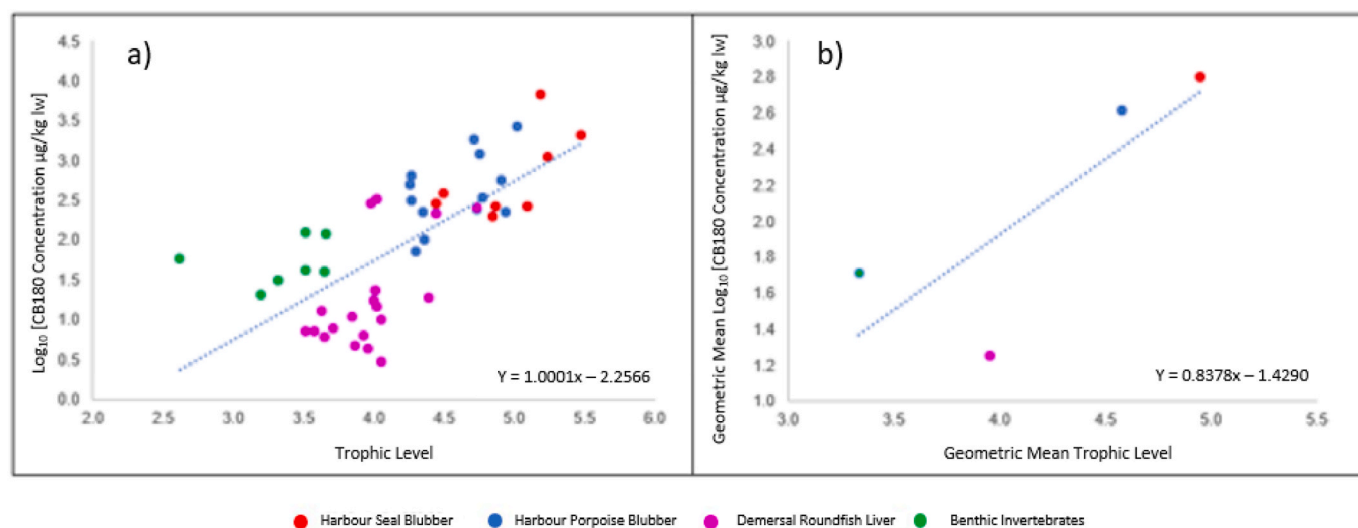 a)
Log₁₀ [CB180 Concentration µg/kg lw]
4.5
4.0
3.5
3.0
2.5
2.0
1.5
1.0
0.5
0.0
2.0 2.5 3.0 3.5 4.0 4.5 5.0 5.5 6.0
Y = 1.0001x – 2.2566
Trophic Level
b)
Geometric Mean Log₁₀ [CB180 Concentration µg/kg lw]
3.0
2.8
2.6
2.4
2.2
2.0
1.8
1.6
1.4
1.2
1.0
3.0 3.5 4.0 4.5 5.0 5.5
Y = 0.8378x – 1.4290
Geometric Mean Trophic Level
Harbour Seal Blubber Harbour Porpoise Blubber Demersal Roundfish Liver Benthic Invertebrates